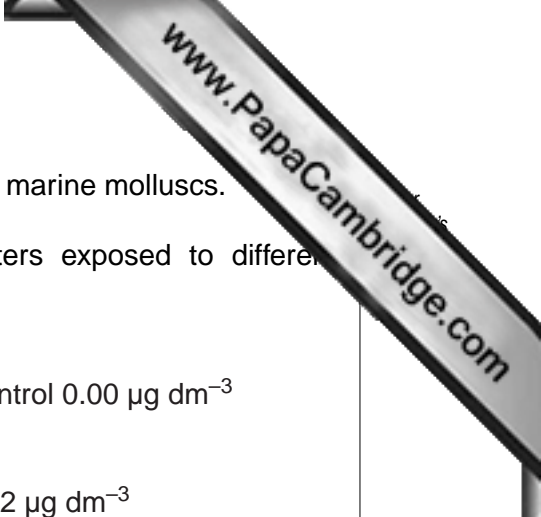 www.PapaCambridge.com
marine molluscs.
ters exposed to differe
ntrol 0.00 µg dm⁻³
2 µg dm⁻³